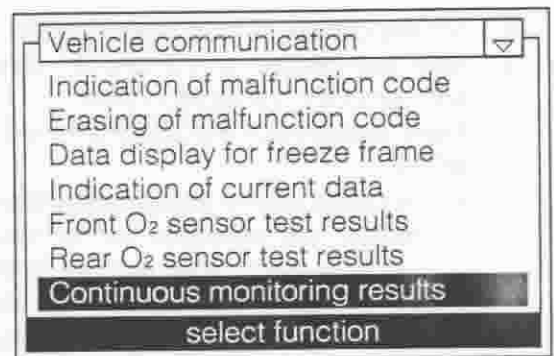 Vehicle communication
Indication of malfunction code
Erasing of malfunction code
Data display for freeze frame
Indication of current data
Front O₂ sensor test results
Rear O₂ sensor test results
Continuous monitoring results
select function